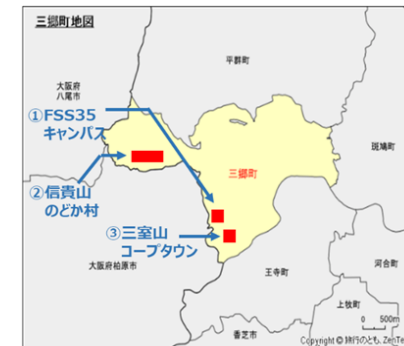 三郷町地図
平群町
大阪府
八尾市
①FSS35
キャンパス
斑鳩町
三郷町
②信貴山
のどか村
③三室山
コープタウン
大阪府柏原市
王寺町
河合町
上牧町
0 500m
香芝市
Copyright © 旅行のとも、ZenTe